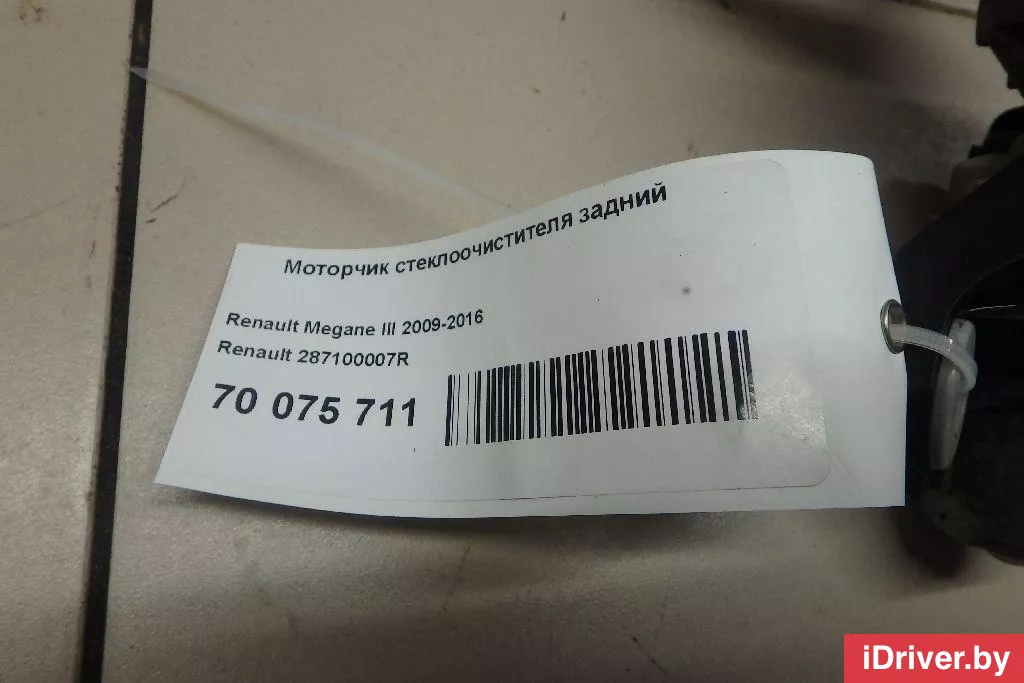 Моторчик стеклоочистителя задний
Renault Megane III 2009-2016
Renault 287100007R
70 075 711
iDriver.by